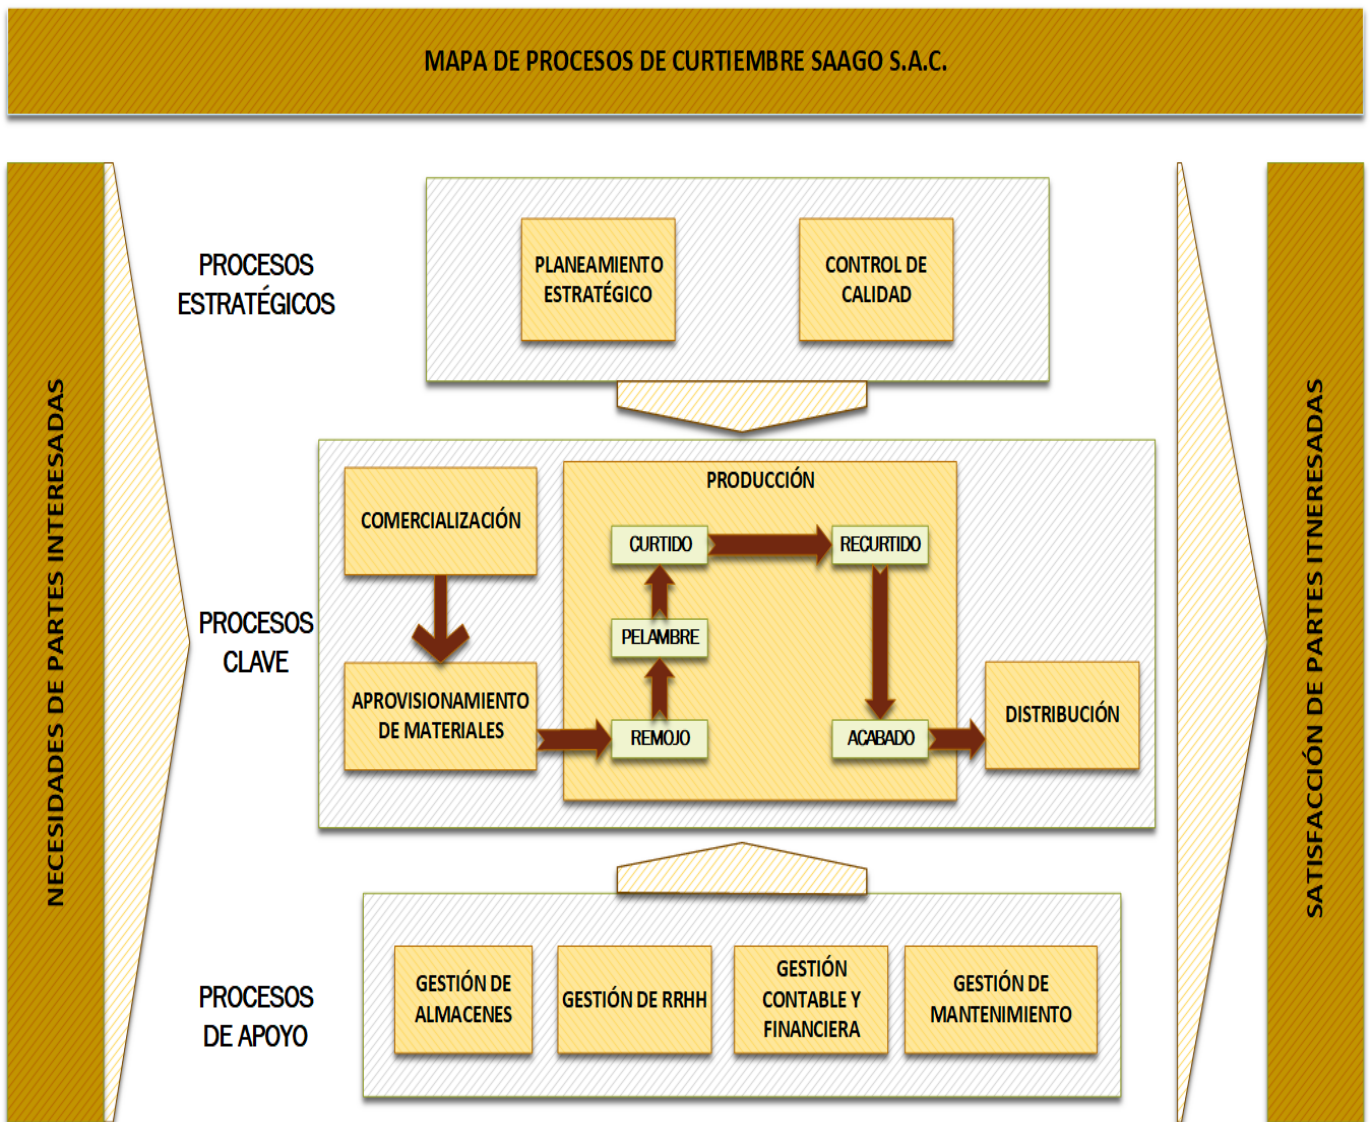 MAPA DE PROCESOS DE CURTIEMBRE SAAGO S.A.C.
NECESIDADES DE PARTES INTERESADAS
PROCESOS
ESTRATÉGICOS
PLANEAMIENTO
ESTRATÉGICO
CONTROL DE
CALIDAD
PROCESOS
CLAVE
COMERCIALIZACIÓN
APROVISIONAMIENTO
DE MATERIALES
PRODUCCIÓN
CURTIDO
RECURTIDO
PELAMBRE
REMOJO
ACABADO
DISTRIBUCIÓN
PROCESOS
DE APOYO
GESTIÓN DE
ALMACENES
GESTIÓN DE RRHH
GESTIÓN
CONTABLE Y
FINANCIERA
GESTIÓN DE
MANTENIMIENTO
SATISFACCIÓN DE PARTES ITNERESADAS